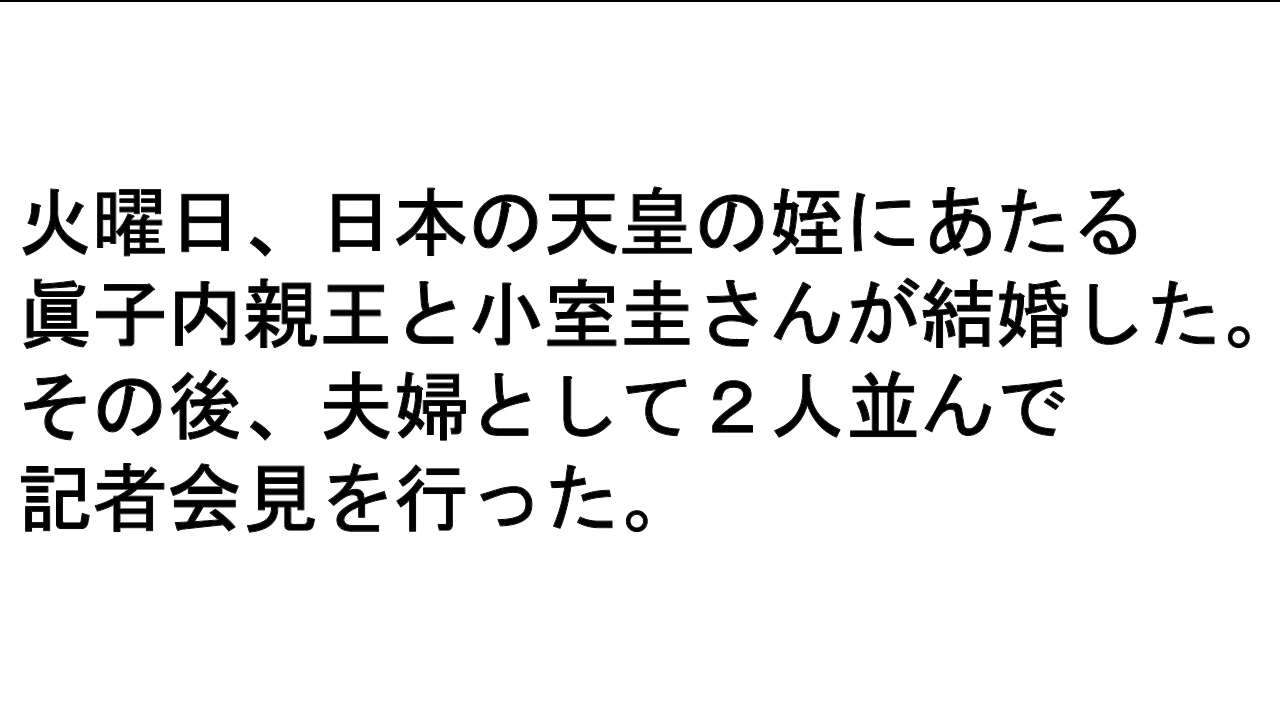 火曜日、日本の天皇の姪にあたる
眞子内親王と小室圭さんが結婚した。
その後、夫婦として２人並んで
記者会見を行った。